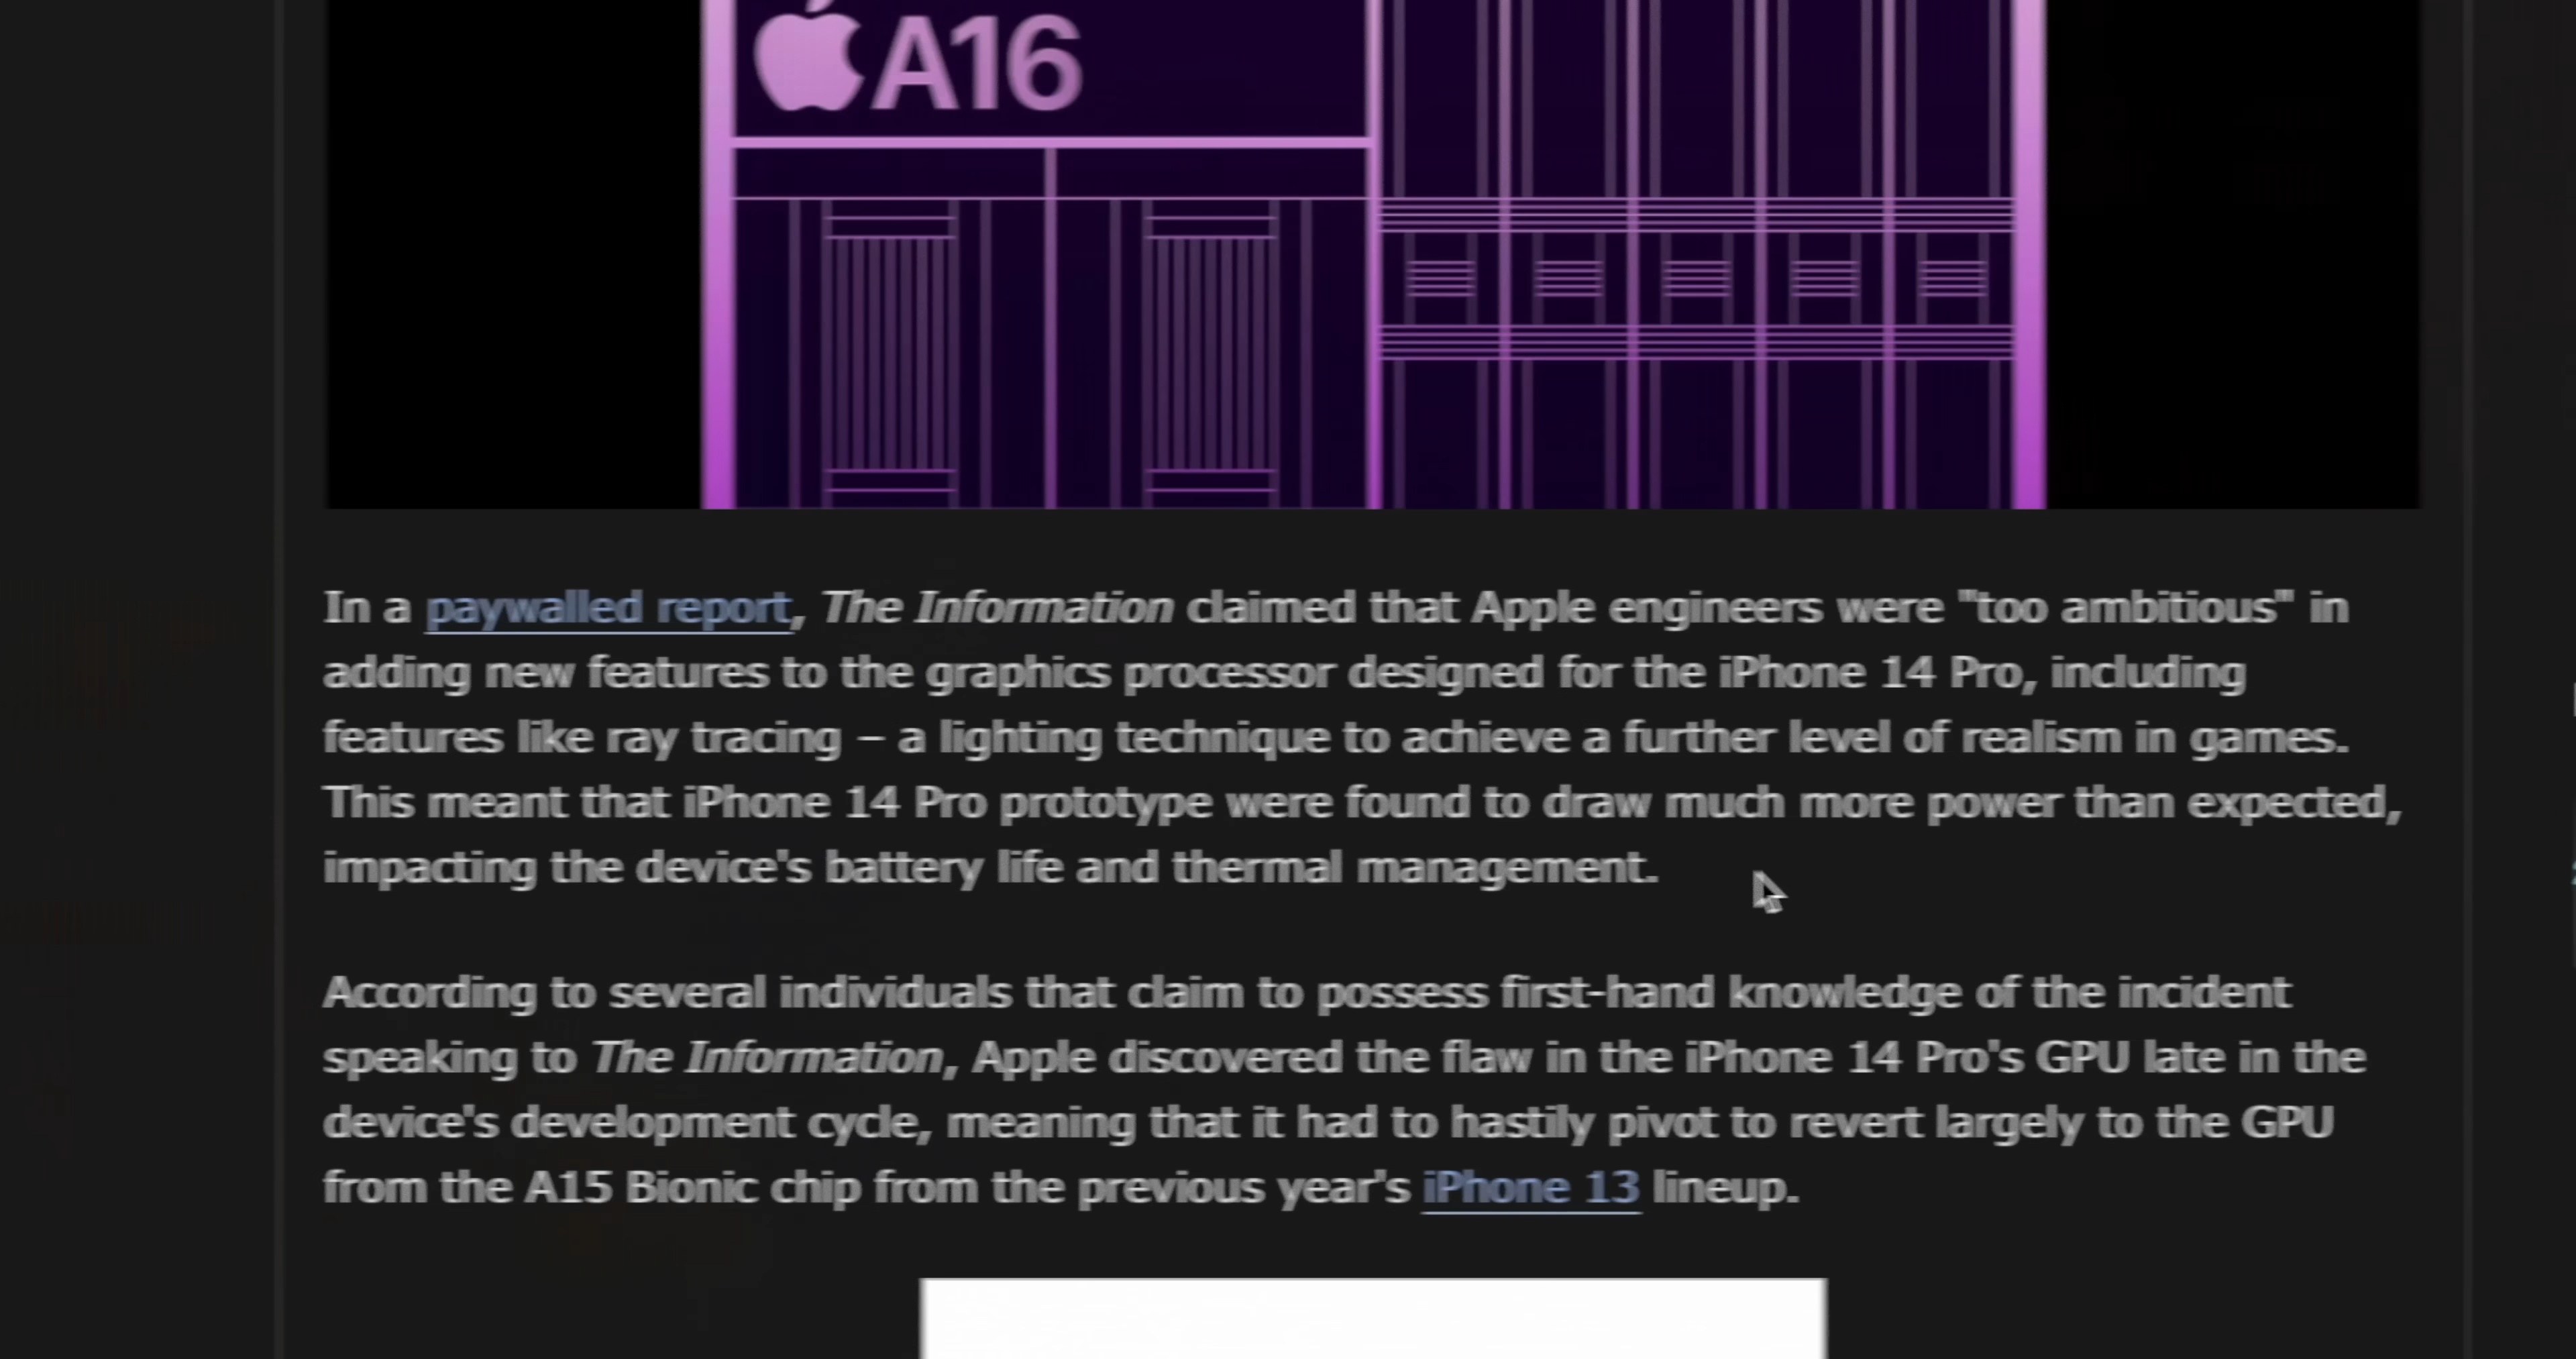 A16
In a paywalled report, The Information claimed that Apple engineers were "too ambitious" in
adding new features to the graphics processor designed for the iPhone 14 Pro, including
features like ray tracing – a lighting technique to achieve a further level of realism in games.
This meant that iPhone 14 Pro prototype were found to draw much more power than expected,
impacting the device's battery life and thermal management.
According to several individuals that claim to possess first-hand knowledge of the incident
speaking to The Information, Apple discovered the flaw in the iPhone 14 Pro's GPU late in the
device's development cycle, meaning that it had to hastily pivot to revert largely to the GPU
from the A15 Bionic chip from the previous year's iPhone 13 lineup.